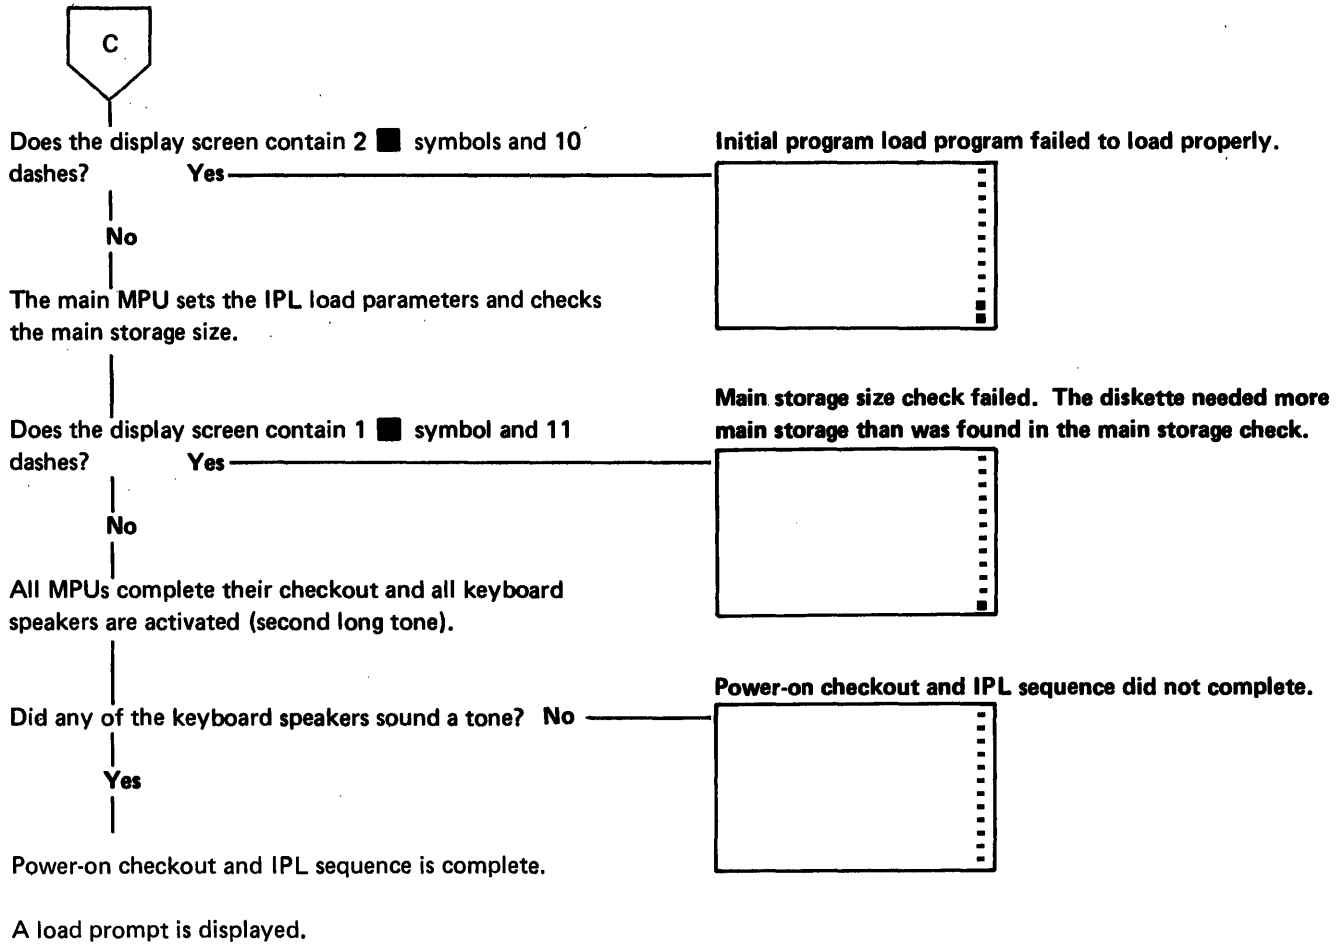 C
Does the display screen contain 2 ■ symbols and 10
dashes? Yes
Initial program load program failed to load properly.
No
The main MPU sets the IPL load parameters and checks
the main storage size.
Main storage size check failed. The diskette needed more
main storage than was found in the main storage check.
Does the display screen contain 1 ■ symbol and 11
dashes? Yes
No
All MPUs complete their checkout and all keyboard
speakers are activated (second long tone).
Power-on checkout and IPL sequence did not complete.
Did any of the keyboard speakers sound a tone? No
Yes
Power-on checkout and IPL sequence is complete.
A load prompt is displayed.